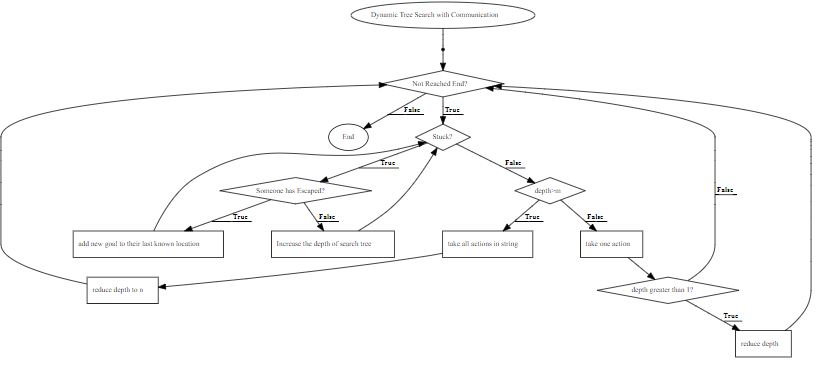 Dynamic Tree Search with Communication
Not Reached End?
False
True
End
Stuck?
True
False
Someone has Escaped?
depth>m
False
True
False
True
False
add new goal to their last known location
Increase the depth of search tree
take all actions in string
take one action
reduce depth to n
depth greater than 1?
True
reduce depth